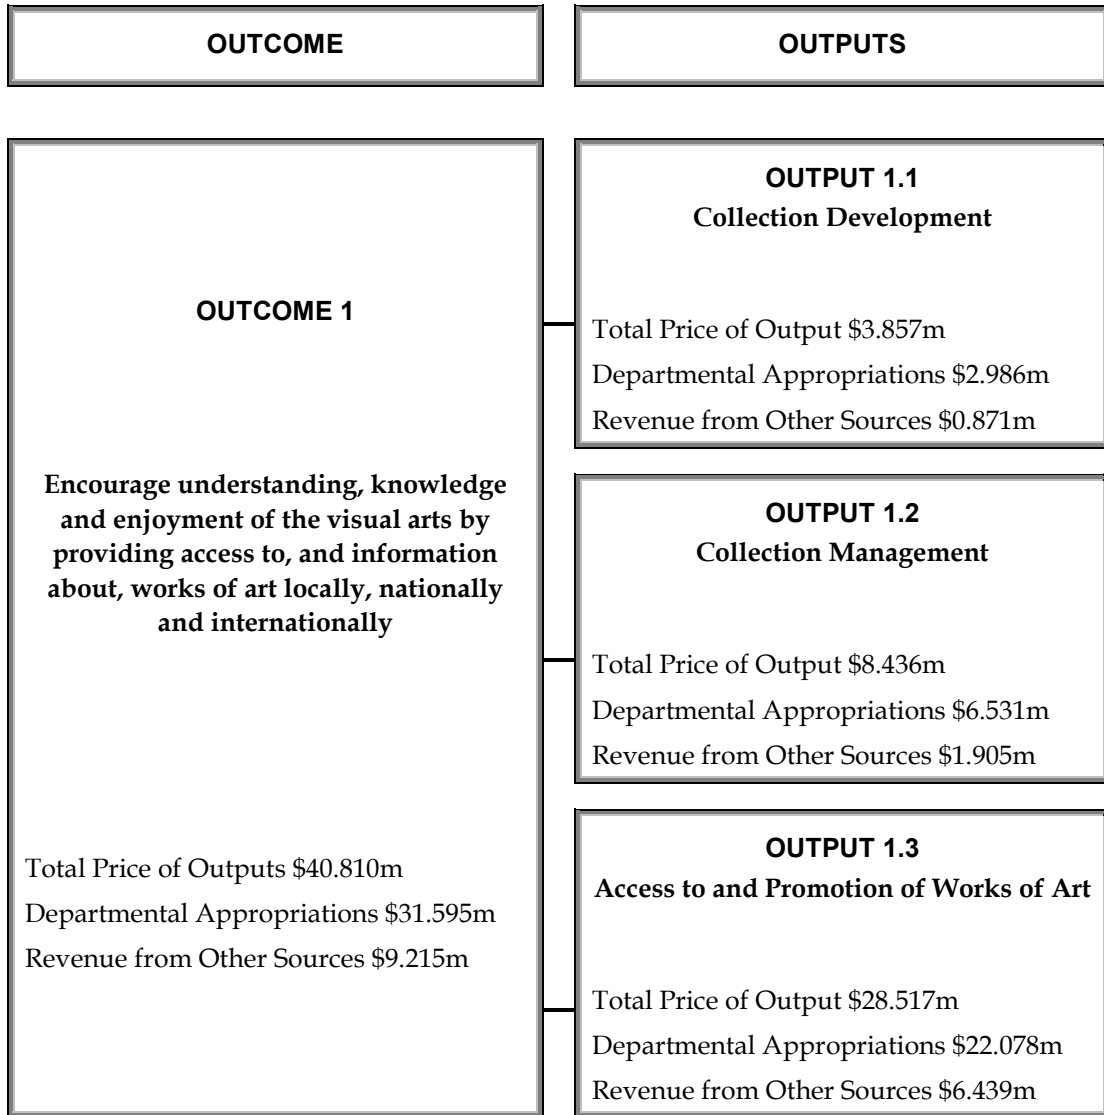 OUTCOME
OUTPUTS
OUTCOME 1
Encourage understanding, knowledge
and enjoyment of the visual arts by
providing access to, and information
about, works of art locally, nationally
and internationally
Total Price of Outputs $40.810m
Departmental Appropriations $31.595m
Revenue from Other Sources $9.215m
OUTPUT 1.1
Collection Development
Total Price of Output $3.857m
Departmental Appropriations $2.986m
Revenue from Other Sources $0.871m
OUTPUT 1.2
Collection Management
Total Price of Output $8.436m
Departmental Appropriations $6.531m
Revenue from Other Sources $1.905m
OUTPUT 1.3
Access to and Promotion of Works of Art
Total Price of Output $28.517m
Departmental Appropriations $22.078m
Revenue from Other Sources $6.439m